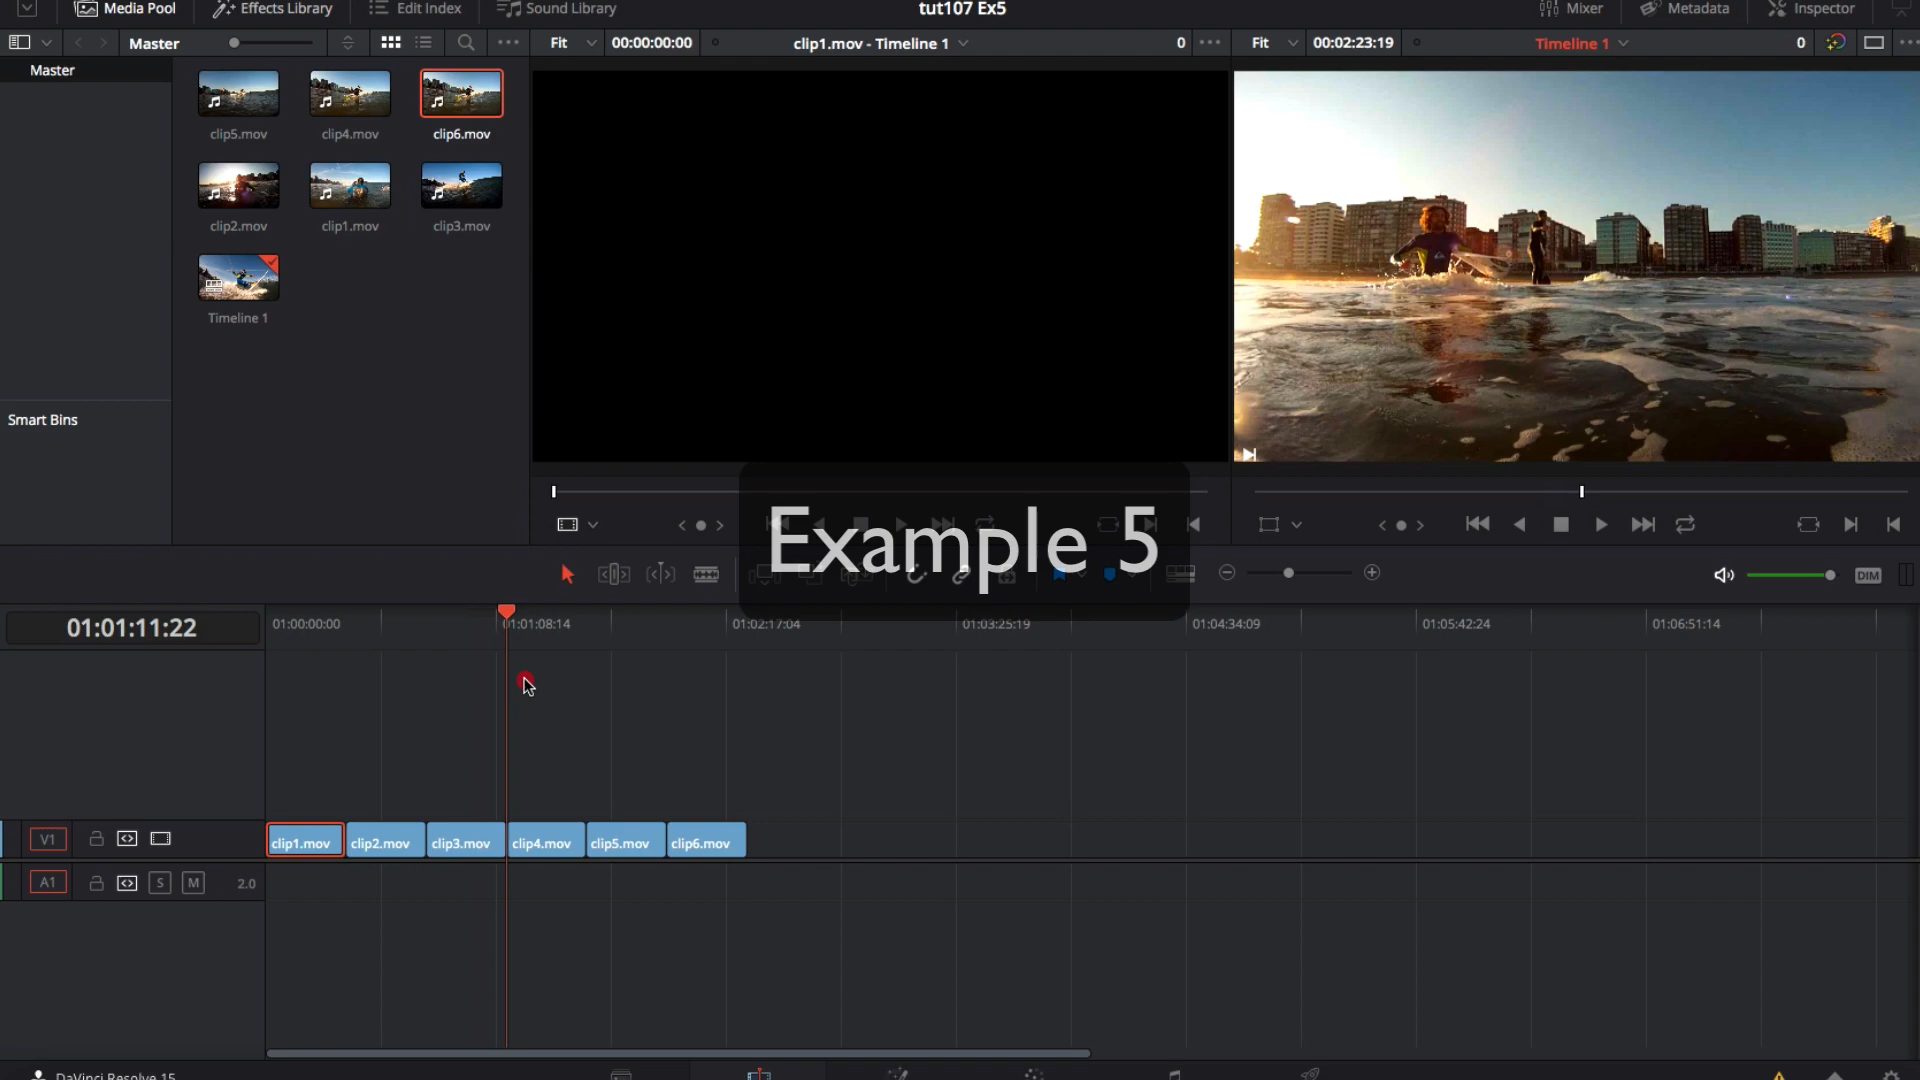 Media Pool
Effects Library
Edit Index
Sound Library
tut107 Ex5
Mixer
Metadata
Inspector
Master
Fit
00:00:00:00
clip1.mov - Timeline 1
0
Fit
00:02:23:19
Timeline 1
0
Master
clip5.mov
clip4.mov
clip6.mov
clip2.mov
clip1.mov
clip3.mov
Timeline 1
Smart Bins
Example 5
DIM
01:01:11:22
01:00:00:00
01:01:08:14
01:02:17:04
01:03:25:19
01:04:34:09
01:05:42:24
01:06:51:14
V1
clip1.mov
clip2.mov
clip3.mov
clip4.mov
clip5.mov
clip6.mov
A1
S
M
2.0
DaVinci Resolve 15